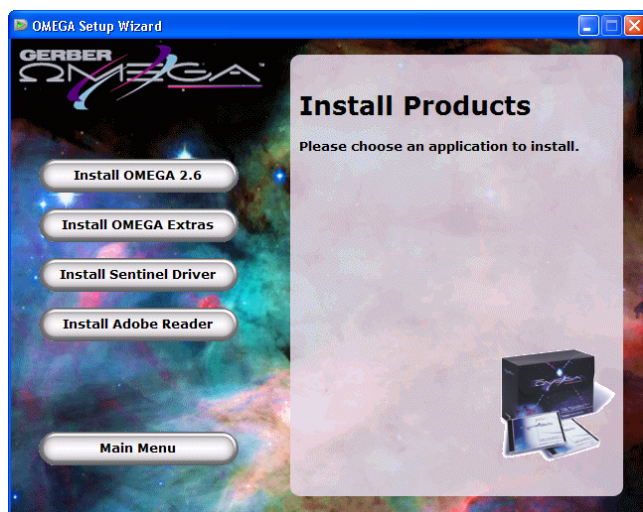 OMEGA Setup Wizard
GERBER
ΩMEGA
Install Products
Please choose an application to install.
Install OMEGA 2.6
Install OMEGA Extras
Install Sentinel Driver
Install Adobe Reader
Main Menu